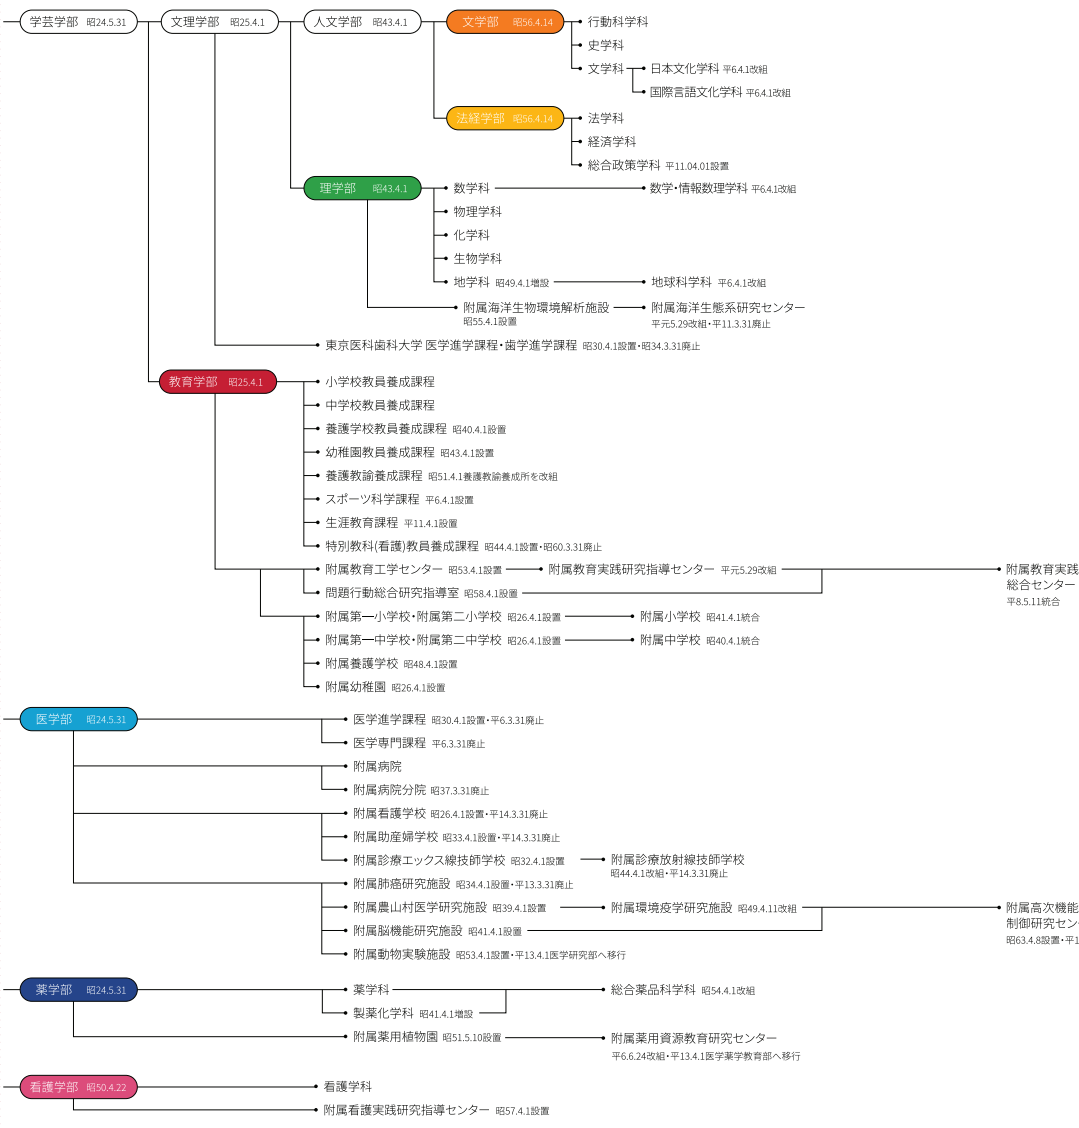 学芸学部 昭24.5.31
文理学部 昭25.4.1
人文学部 昭43.4.1
文学部 昭56.4.14
行動科学科
史学科
文学科
日本文化学科 平6.4.1改組
国際言語文化学科 平6.4.1改組
法経学部 昭56.4.14
法学科
経済学科
総合政策学科 平11.04.01設置
理学部 昭43.4.1
数学科
数学・情報数理学科 平6.4.1改組
物理学科
化学科
生物学科
地学科 昭49.4.1増設
地球科学科 平6.4.1改組
附属海洋生物環境解析施設
昭55.4.1設置
附属海洋生態系研究センター
平元5.29改組・平11.3.31廃止
東京医科歯科大学 医学進学課程・歯学進学課程 昭30.4.1設置・昭34.3.31廃止
教育学部 昭25.4.1
小学校教員養成課程
中学校教員養成課程
養護学校教員養成課程 昭40.4.1設置
幼稚園教員養成課程 昭43.4.1設置
養護教諭養成課程 昭51.4.1養護教諭養成所を改組
スポーツ科学課程 平6.4.1設置
生涯教育課程 平11.4.1設置
特別教科(看護)教員養成課程 昭44.4.1設置・昭60.3.31廃止
附属教育工学センター 昭53.4.1設置
附属教育実践研究指導センター 平元5.29改組
附属教育実践
総合センター
平8.5.11統合
問題行動総合研究指導室 昭58.4.1設置
附属第一小学校・附属第二小学校 昭26.4.1設置
附属小学校 昭41.4.1統合
附属第一中学校・附属第二中学校 昭26.4.1設置
附属中学校 昭40.4.1統合
附属養護学校 昭48.4.1設置
附属幼稚園 昭26.4.1設置
医学部 昭24.5.31
医学進学課程 昭30.4.1設置・平6.3.31廃止
医学専門課程 平6.3.31廃止
附属病院
附属病院分院 昭37.3.31廃止
附属看護学校 昭26.4.1設置・平14.3.31廃止
附属助産婦学校 昭33.4.1設置・平14.3.31廃止
附属診療エックス線技師学校 昭32.4.1設置
附属診療放射線技師学校
昭44.4.1改組・平14.3.31廃止
附属肺癌研究施設 昭34.4.1設置・平13.3.31廃止
附属農山村医学研究施設 昭39.4.1設置
附属環境疫学研究施設 昭49.4.11改組
附属高次機能
制御研究セン
昭63.4.8設置・平1
附属脳機能研究施設 昭41.4.1設置
附属動物実験施設 昭53.4.1設置・平13.4.1医学研究部へ移行
薬学部 昭24.5.31
薬学科
総合薬品科学科 昭54.4.1改組
製薬化学科 昭41.4.1増設
附属薬用植物園 昭51.5.10設置
附属薬用資源教育研究センター
平6.6.24改組・平13.4.1医学薬学教育部へ移行
看護学部 昭50.4.22
看護学科
附属看護実践研究指導センター 昭57.4.1設置